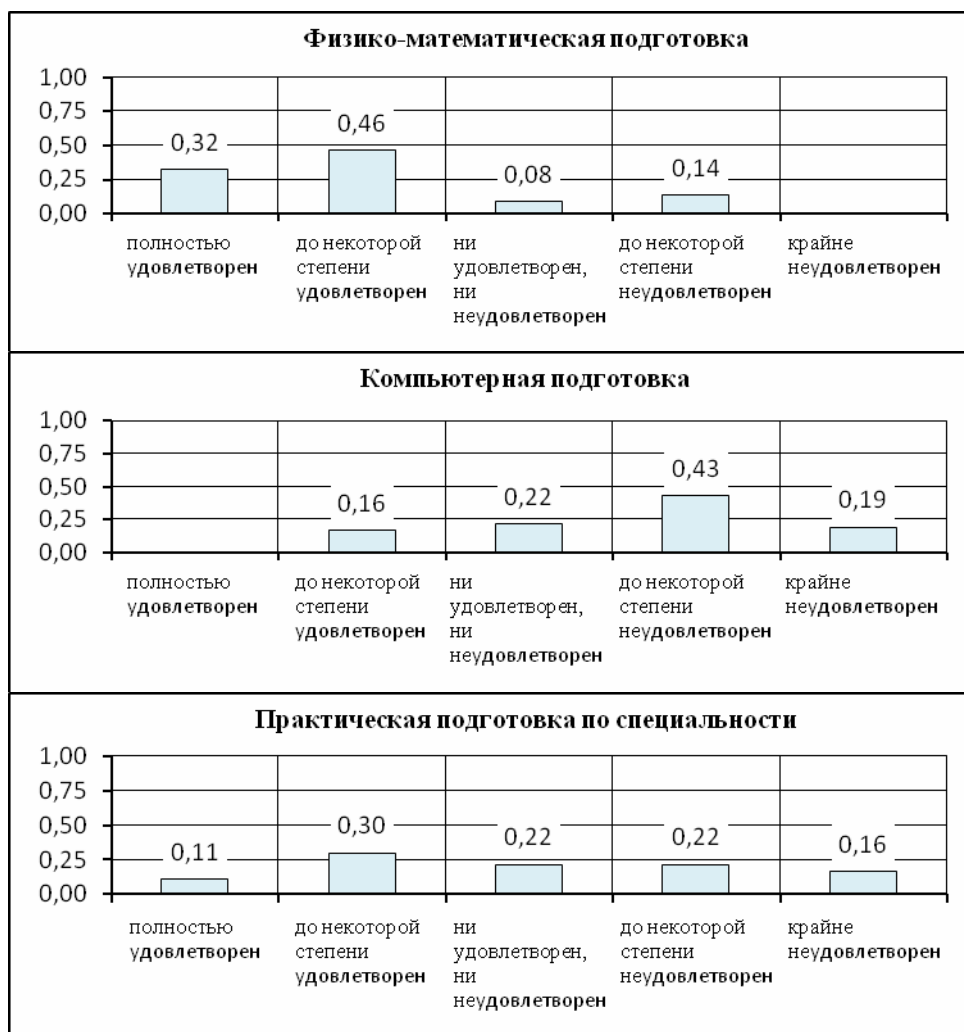 Физико-математическая подготовка
1,00
0,75
0,50
0,25
0,00
0,32
0,46
0,08
0,14
полностью
удовлетворен
до некоторой
степени
удовлетворен
ни
удовлетворен,
ни
неудовлетворен
до некоторой
степени
неудовлетворен
крайне
неудовлетворен
Компьютерная подготовка
1,00
0,75
0,50
0,25
0,00
0,16
0,22
0,43
0,19
полностью
удовлетворен
до некоторой
степени
удовлетворен
ни
удовлетворен,
ни
неудовлетворен
до некоторой
степени
неудовлетворен
крайне
неудовлетворен
Практическая подготовка по специальности
1,00
0,75
0,50
0,25
0,00
0,11
0,30
0,22
0,22
0,16
полностью
удовлетворен
до некоторой
степени
удовлетворен
ни
удовлетворен,
ни
неудовлетворен
до некоторой
степени
неудовлетворен
крайне
неудовлетворен